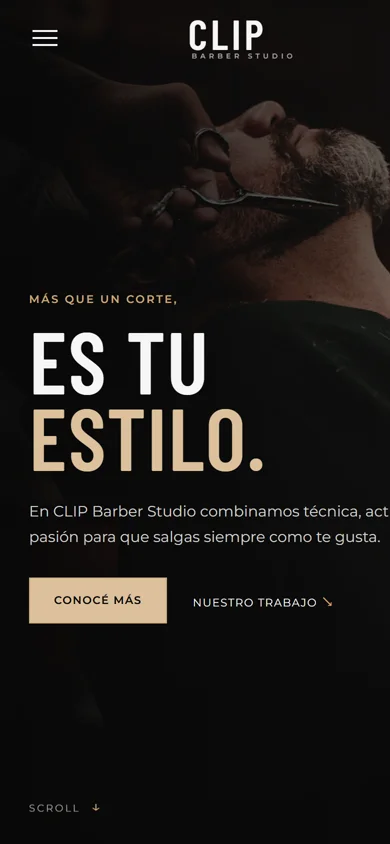 CLIP
BARBER STUDIO
MÁS QUE UN CORTE,
ES TU
ESTILO.
En CLIP Barber Studio combinamos técnica, act
pasión para que salgas siempre como te gusta.
CONOCÉ MÁS
NUESTRO TRABAJO ↘
SCROLL ↓